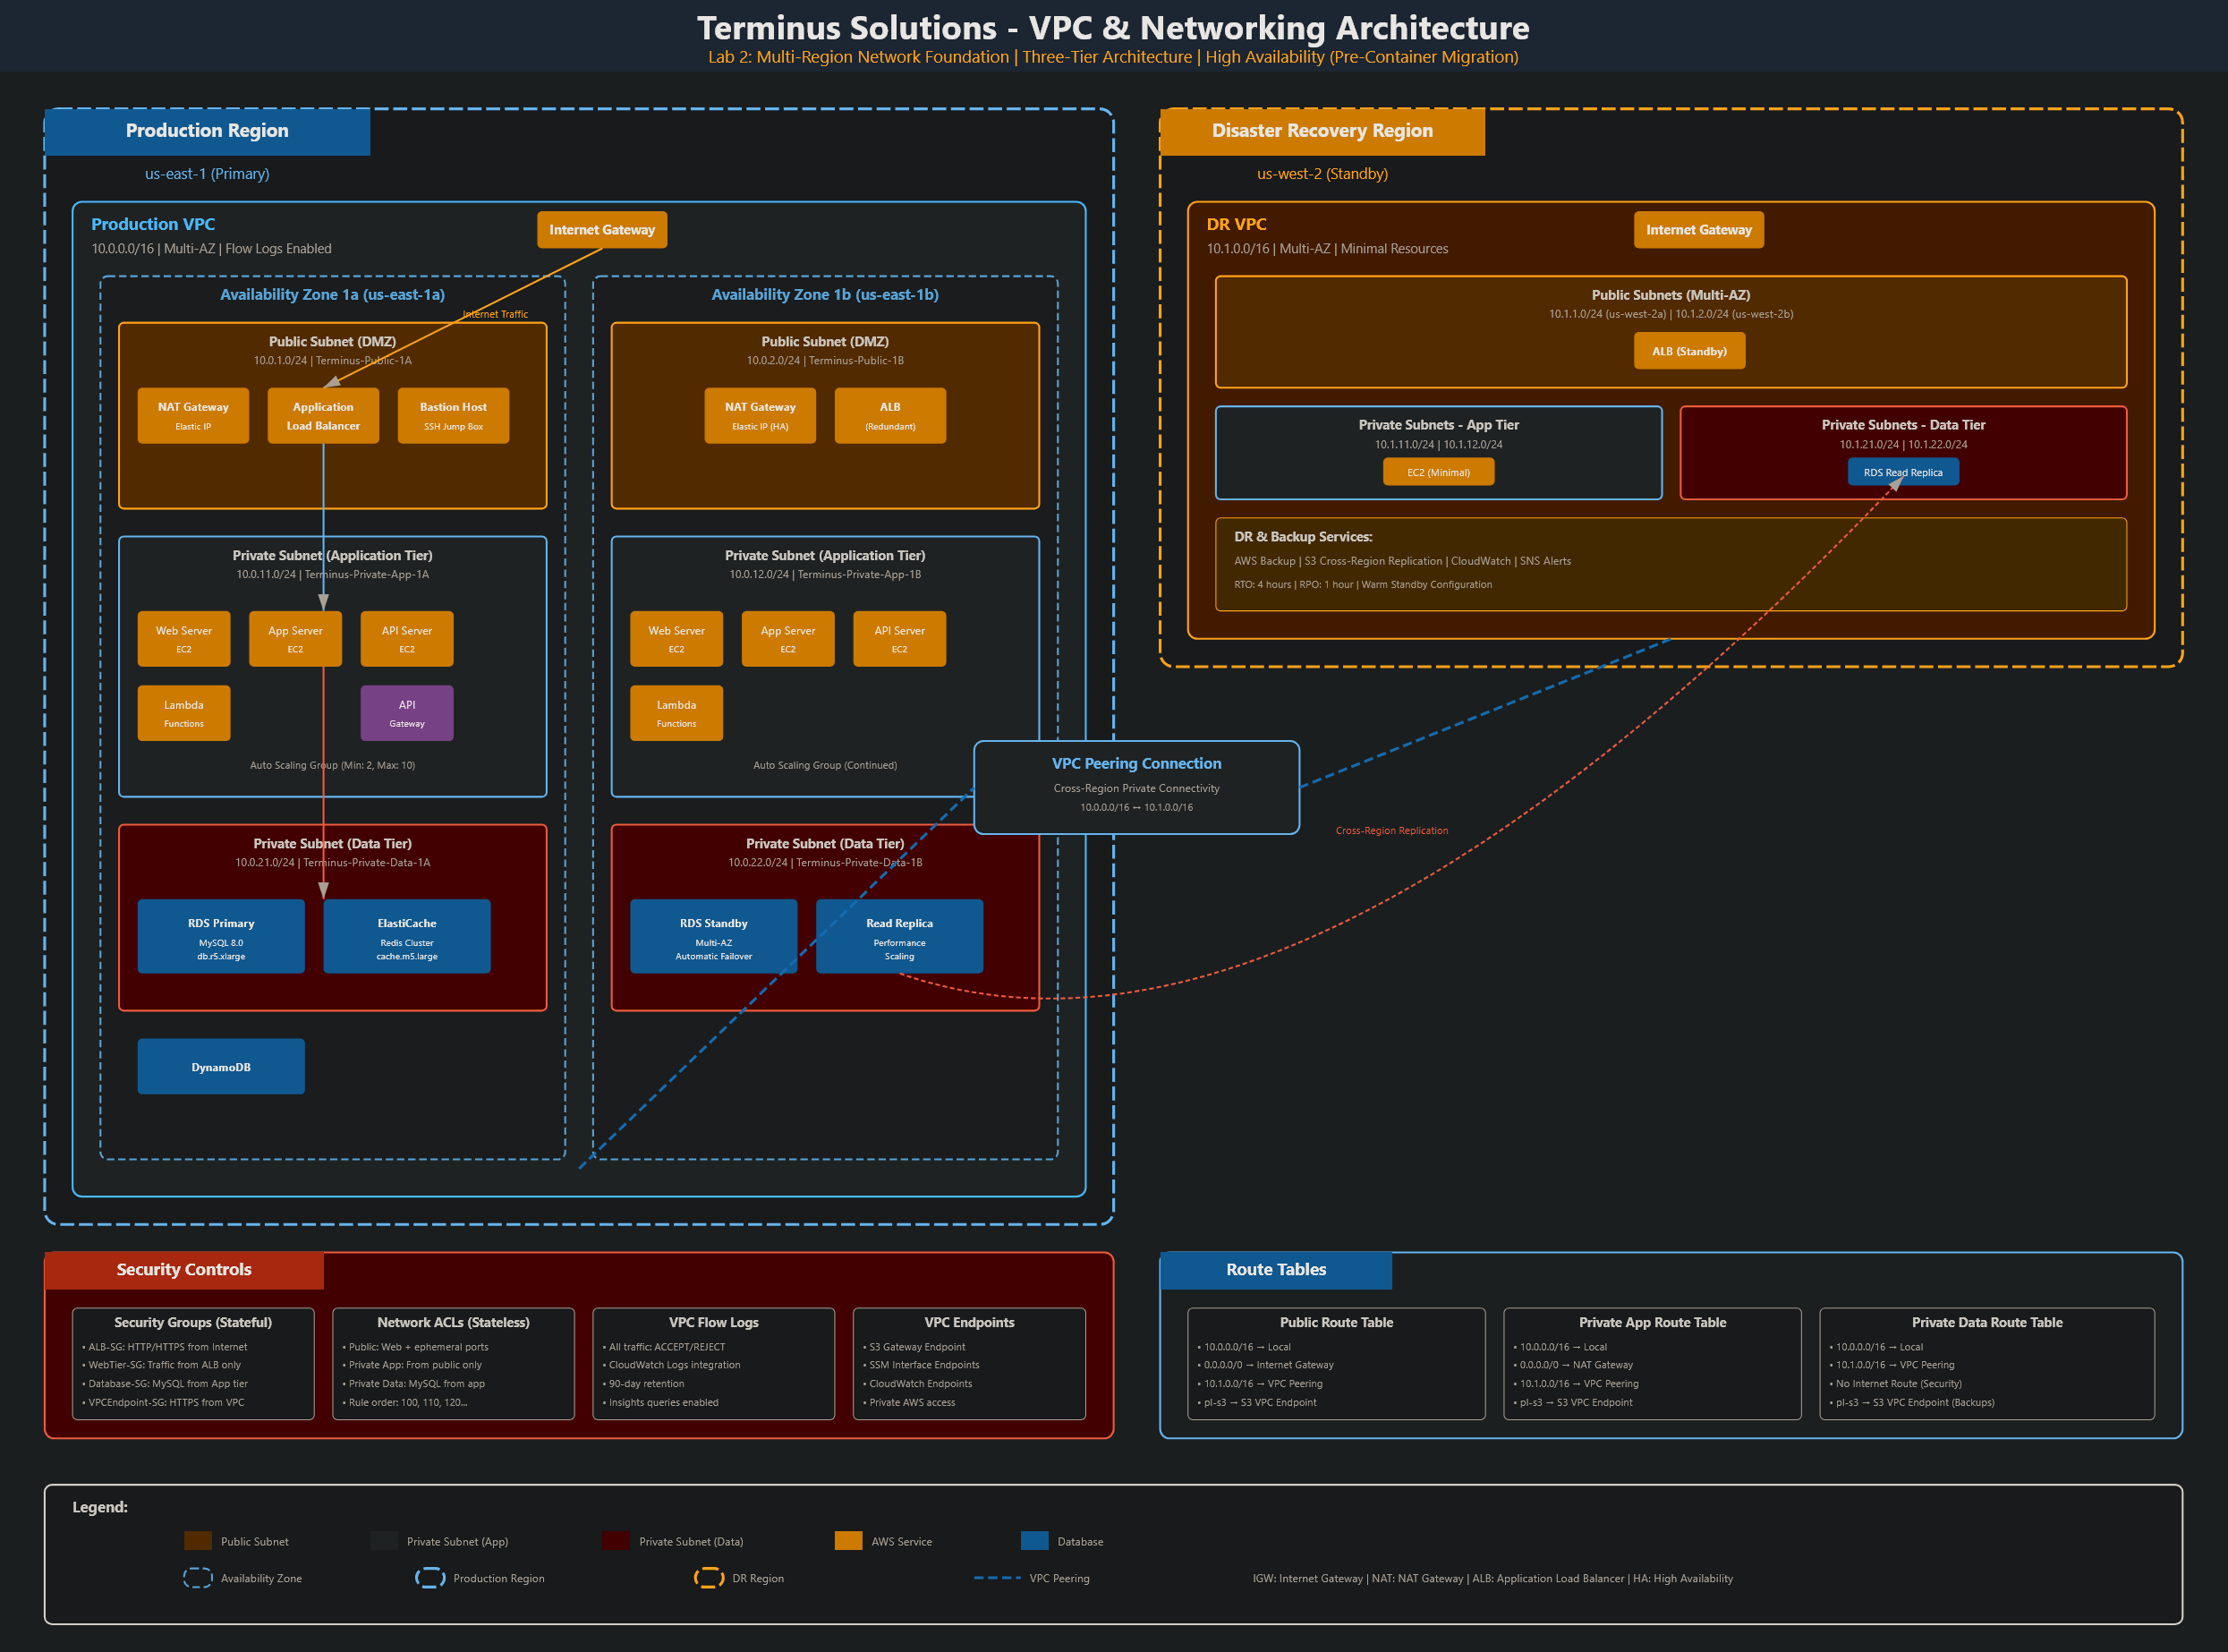 Terminus Solutions - VPC & Networking Architecture
Lab 2: Multi-Region Network Foundation | Three-Tier Architecture | High Availability (Pre-Container Migration)
Production Region
us-east-1 (Primary)
Production VPC
10.0.0.0/16 | Multi-AZ | Flow Logs Enabled
Internet Gateway
Availability Zone 1a (us-east-1a)
Internet Traffic
Public Subnet (DMZ)
10.0.1.0/24 | Terminus-Public-1A
NAT Gateway
Elastic IP
Application
Load Balancer
Bastion Host
SSH Jump Box
Private Subnet (Application Tier)
10.0.11.0/24 | Terminus-Private-App-1A
Web Server
EC2
App Server
EC2
API Server
EC2
Lambda
Functions
API
Gateway
Auto Scaling Group (Min: 2, Max: 10)
Private Subnet (Data Tier)
10.0.21.0/24 | Terminus-Private-Data-1A
RDS Primary
MySQL 8.0
db.r5.xlarge
ElastiCache
Redis Cluster
cache.m5.large
DynamoDB
Availability Zone 1b (us-east-1b)
Public Subnet (DMZ)
10.0.2.0/24 | Terminus-Public-1B
NAT Gateway
Elastic IP (HA)
ALB
(Redundant)
Private Subnet (Application Tier)
10.0.12.0/24 | Terminus-Private-App-1B
Web Server
EC2
App Server
EC2
API Server
EC2
Lambda
Functions
Auto Scaling Group (Continued)
Private Subnet (Data Tier)
10.0.22.0/24 | Terminus-Private-Data-1B
RDS Standby
Multi-AZ
Automatic Failover
Read Replica
Performance
Scaling
VPC Peering Connection
Cross-Region Private Connectivity
10.0.0.0/16 ↔ 10.1.0.0/16
Cross-Region Replication
Disaster Recovery Region
us-west-2 (Standby)
DR VPC
10.1.0.0/16 | Multi-AZ | Minimal Resources
Internet Gateway
Public Subnets (Multi-AZ)
10.1.1.0/24 (us-west-2a) | 10.1.2.0/24 (us-west-2b)
ALB (Standby)
Private Subnets - App Tier
10.1.11.0/24 | 10.1.12.0/24
EC2 (Minimal)
Private Subnets - Data Tier
10.1.21.0/24 | 10.1.22.0/24
RDS Read Replica
DR & Backup Services:
AWS Backup | S3 Cross-Region Replication | CloudWatch | SNS Alerts
RTO: 4 hours | RPO: 1 hour | Warm Standby Configuration
Security Controls
Security Groups (Stateful)
• ALB-SG: HTTP/HTTPS from Internet
• WebTier-SG: Traffic from ALB only
• Database-SG: MySQL from App tier
• VPCEndpoint-SG: HTTPS from VPC
Network ACLs (Stateless)
• Public: Web + ephemeral ports
• Private App: From public only
• Private Data: MySQL from app
• Rule order: 100, 110, 120...
VPC Flow Logs
• All traffic: ACCEPT/REJECT
• CloudWatch Logs integration
• 90-day retention
• Insights queries enabled
VPC Endpoints
• S3 Gateway Endpoint
• SSM Interface Endpoints
• CloudWatch Endpoints
• Private AWS access
Route Tables
Public Route Table
• 10.0.0.0/16 → Local
• 0.0.0.0/0 → Internet Gateway
• 10.1.0.0/16 → VPC Peering
• pl-s3 → S3 VPC Endpoint
Private App Route Table
• 10.0.0.0/16 → Local
• 0.0.0.0/0 → NAT Gateway
• 10.1.0.0/16 → VPC Peering
• pl-s3 → S3 VPC Endpoint
Private Data Route Table
• 10.0.0.0/16 → Local
• 10.1.0.0/16 → VPC Peering
• No Internet Route (Security)
• pl-s3 → S3 VPC Endpoint (Backups)
Legend:
Public Subnet
Private Subnet (App)
Private Subnet (Data)
AWS Service
Database
Availability Zone
Production Region
DR Region
VPC Peering
IGW: Internet Gateway | NAT: NAT Gateway | ALB: Application Load Balancer | HA: High Availability